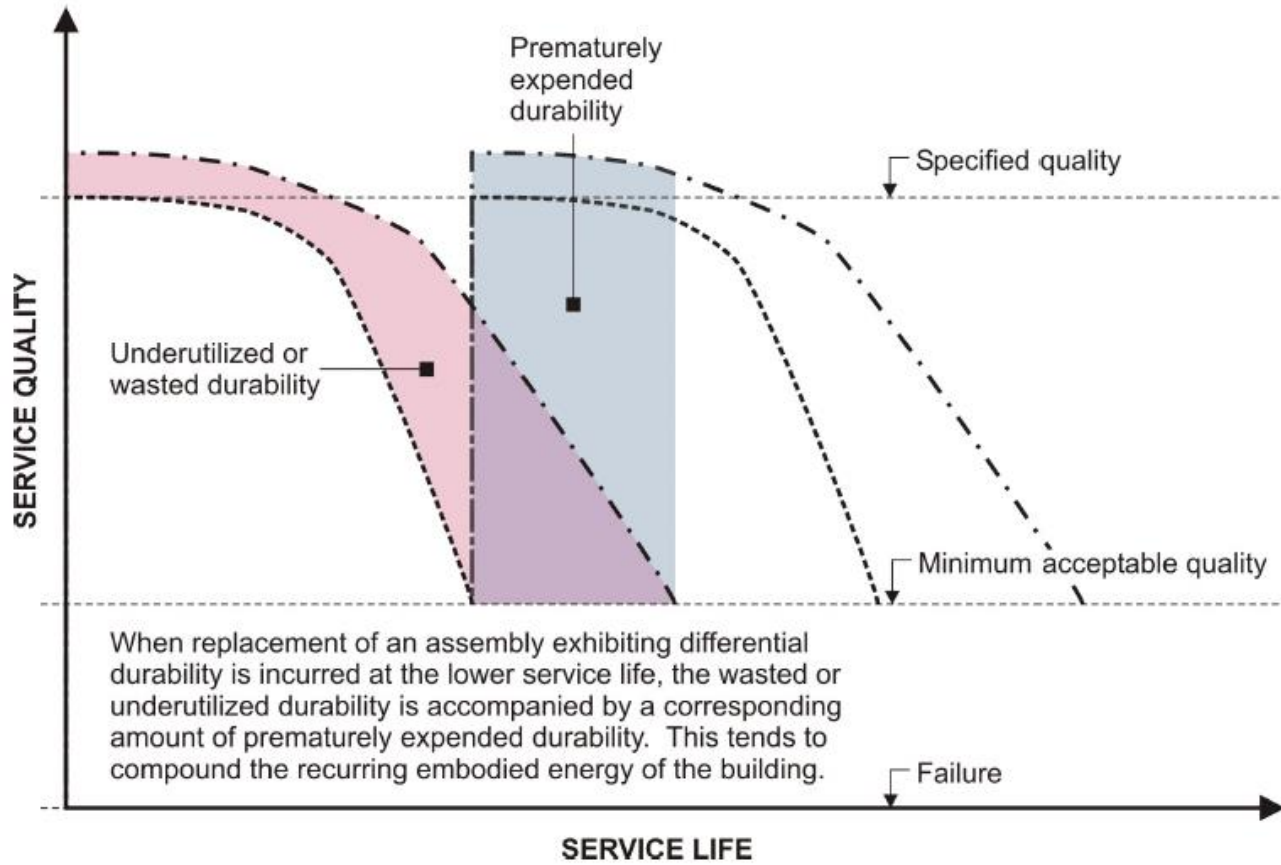 Prematurely
expended
durability
Specified quality
Underutilized or
wasted durability
SERVICE QUALITY
Minimum acceptable quality
When replacement of an assembly exhibiting differential
durability is incurred at the lower service life, the wasted or
underutilized durability is accompanied by a corresponding
amount of prematurely expended durability.  This tends to
compound the recurring embodied energy of the building.
Failure
SERVICE LIFE